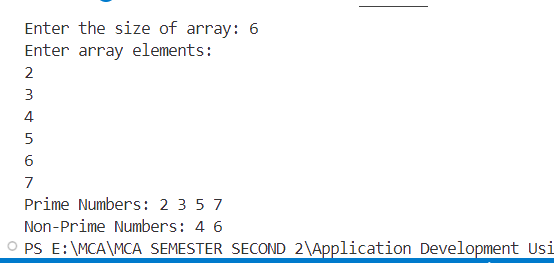 Enter the size of array: 6
Enter array elements:
2
3
4
5
6
7
Prime Numbers: 2 3 5 7
Non-Prime Numbers: 4 6
PS E:\MCA\MCA SEMESTER SECOND 2\Application Development Usi